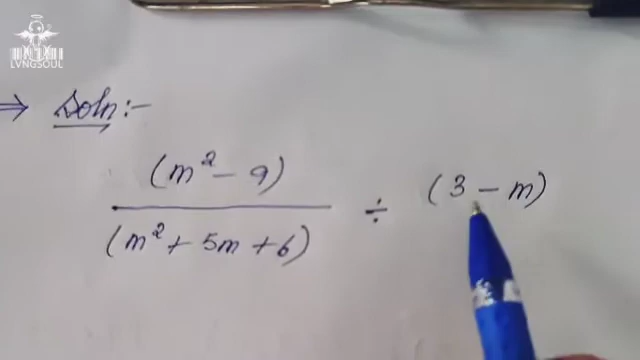 LVNGSOUL
⇒ Soln:-
(m² - 9)
(m² + 5m + 6) ÷ (3 - m)